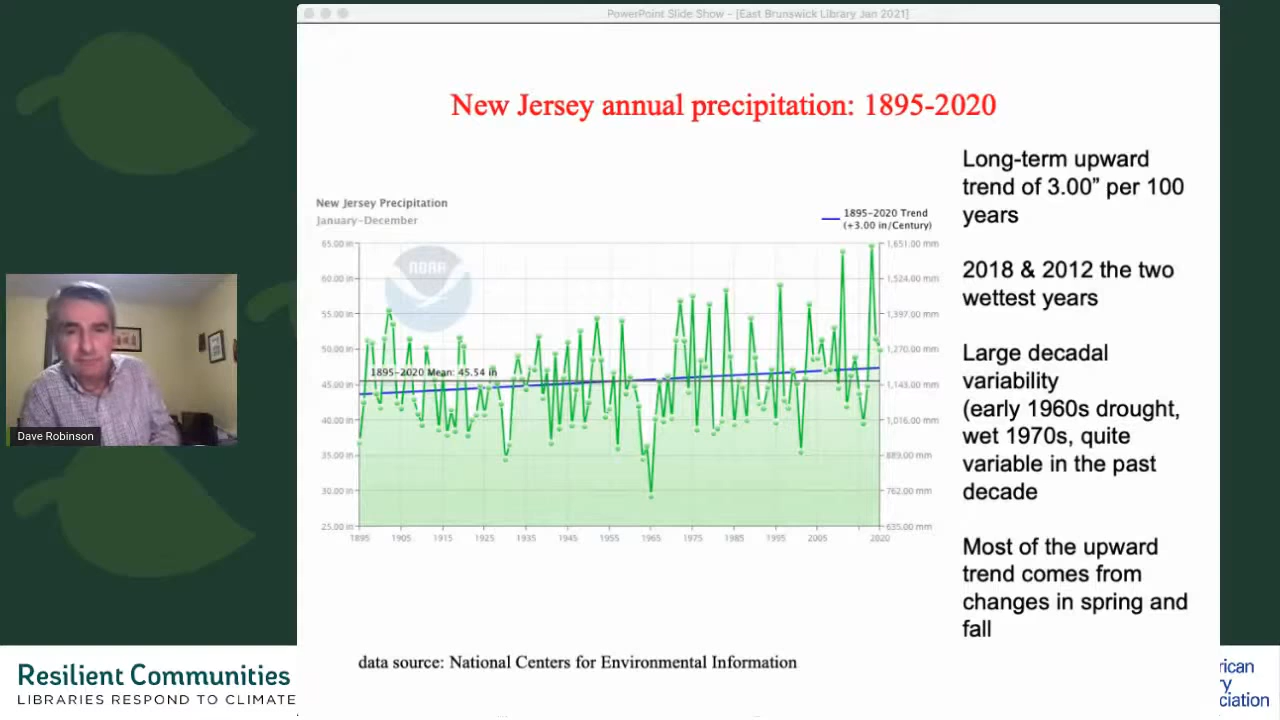 PowerPoint Slide Show - [East Brunswick Library Jan 2021]
New Jersey annual precipitation: 1895-2020
New Jersey Precipitation
January-December
1895-2020 Trend
(+3.00 in/Century)
NOAA
65.00 in
60.00 in
55.00 in
50.00 in
45.00 in
40.00 in
35.00 in
30.00 in
25.00 in
1895-2020 Mean: 45.54 in
1,651.00 mm
1,524.00 mm
1,397.00 mm
1,270.00 mm
1,143.00 mm
1,016.00 mm
889.00 mm
762.00 mm
635.00 mm
1895 1905 1915 1925 1935 1945 1955 1965 1975 1985 1995 2005 2020
Long-term upward
trend of 3.00” per 100
years
2018 & 2012 the two
wettest years
Large decadal
variability
(early 1960s drought,
wet 1970s, quite
variable in the past
decade
Most of the upward
trend comes from
changes in spring and
fall
data source: National Centers for Environmental Information
Dave Robinson
Resilient Communities
LIBRARIES RESPOND TO CLIMATE
rican
ry
ciation